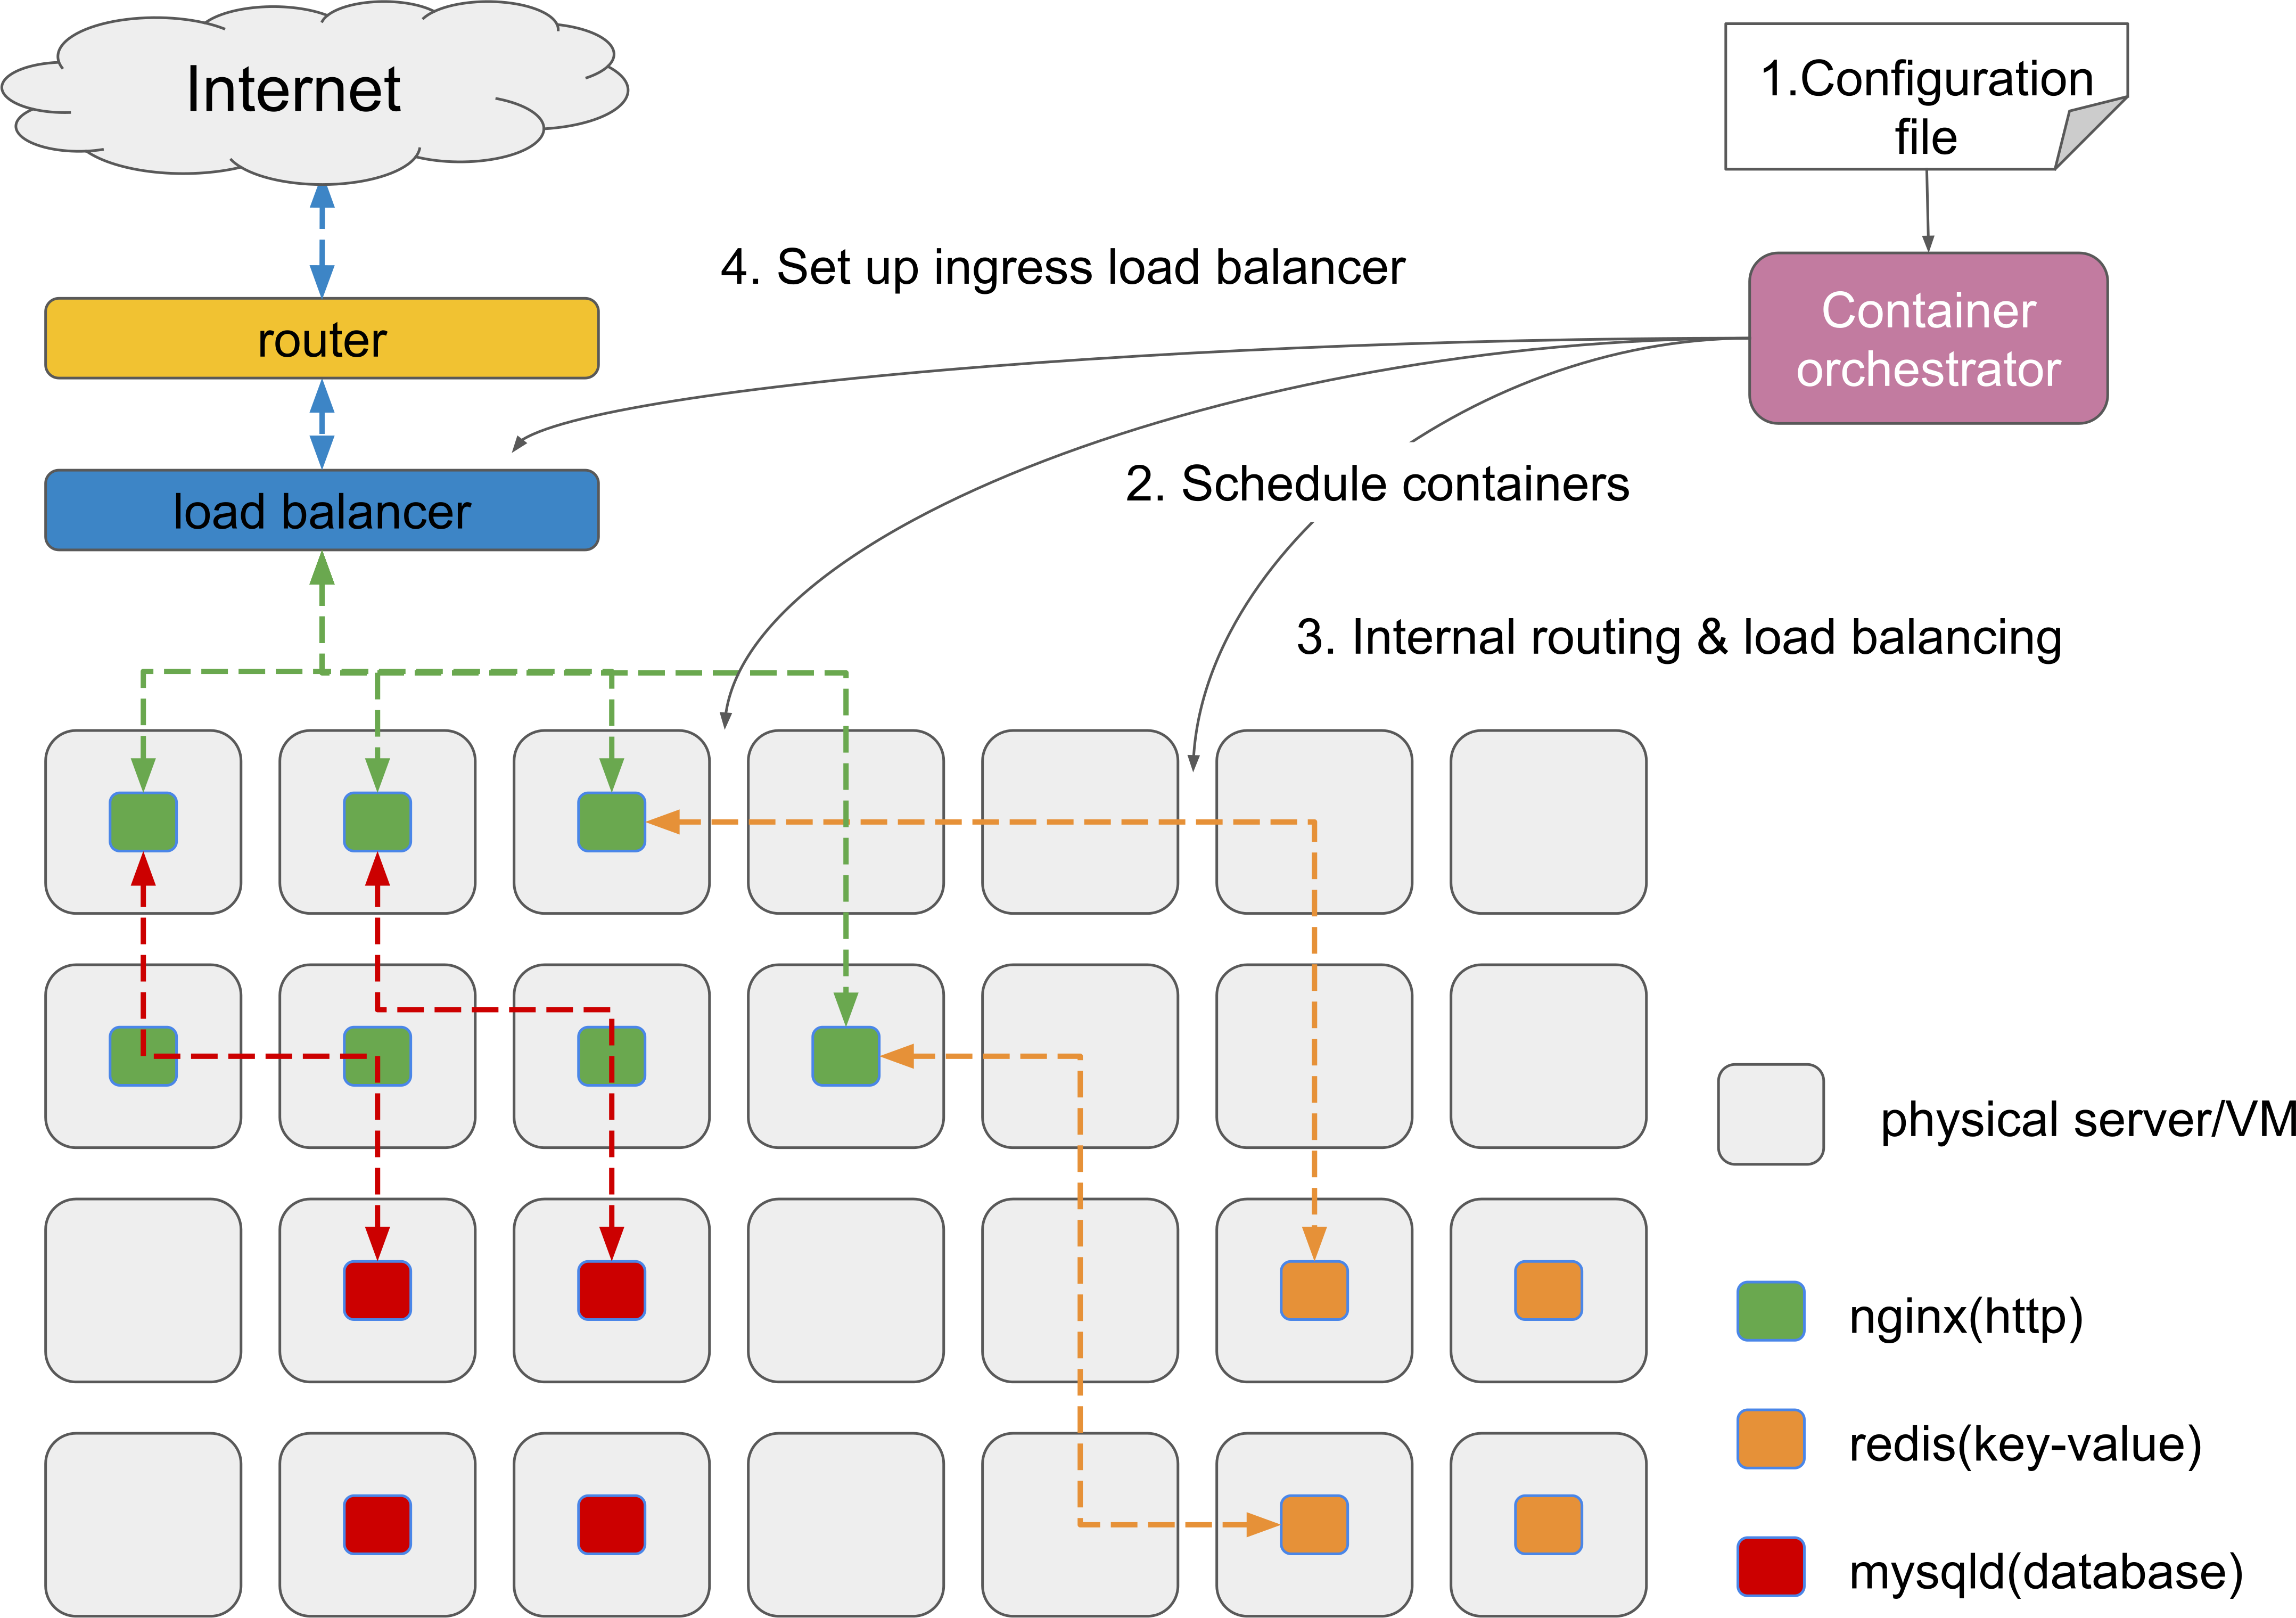 Internet
1.Configuration
file
4. Set up ingress load balancer
Container
orchestrator
router
2. Schedule containers
load balancer
3. Internal routing & load balancing
physical server/VM
nginx(http)
redis(key-value)
mysqld(database)